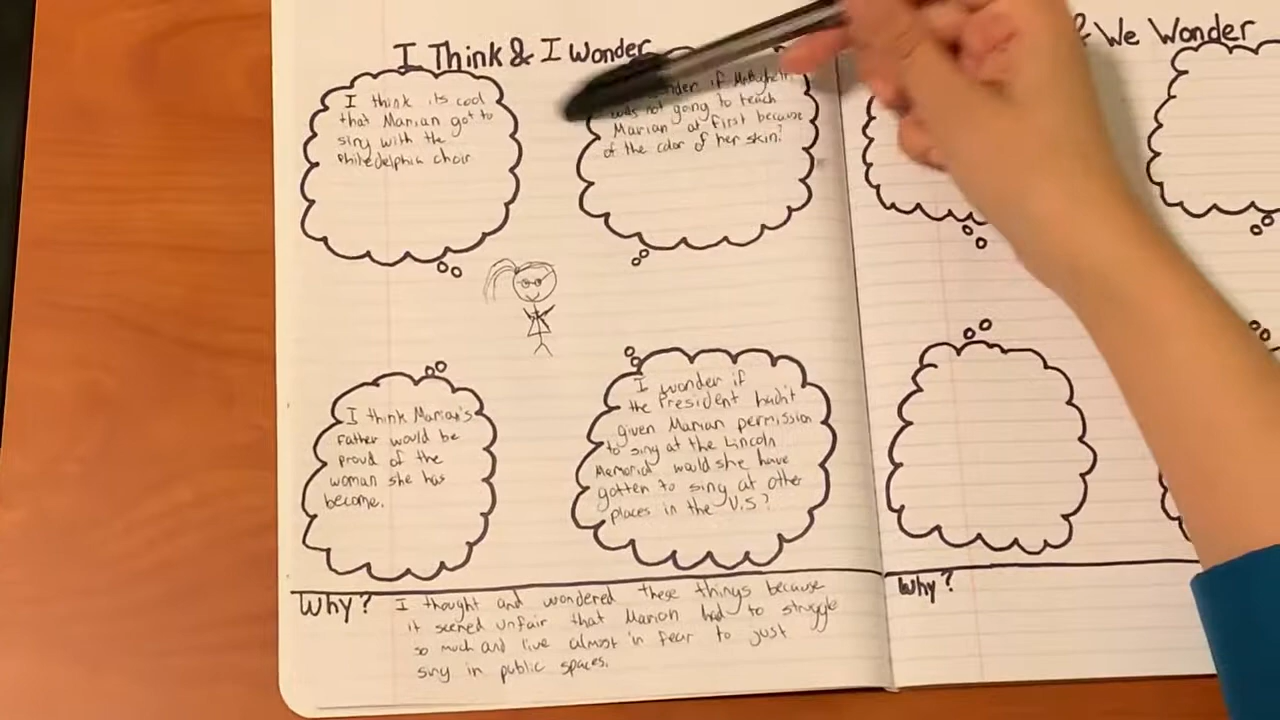 I Think & I Wonder
& We Wonder
I think its cool
that Marian got to
sing with the
Philedelphia choir
if Mr.Boghetti
was not going to teach
Marian at first because
of the color of her skin?
I think Marian's
father would be
proud of the
woman she has
become.
I wonder if
the President hadn't
given Marian permission
to sing at the Lincoln
Memorial would she have
gotten to sing at other
places in the U.S?
Why?
I thought and wondered these things because
it seemed unfair that Marion had to struggle
so much and live almost in fear to just
sing in public spaces.
Why?